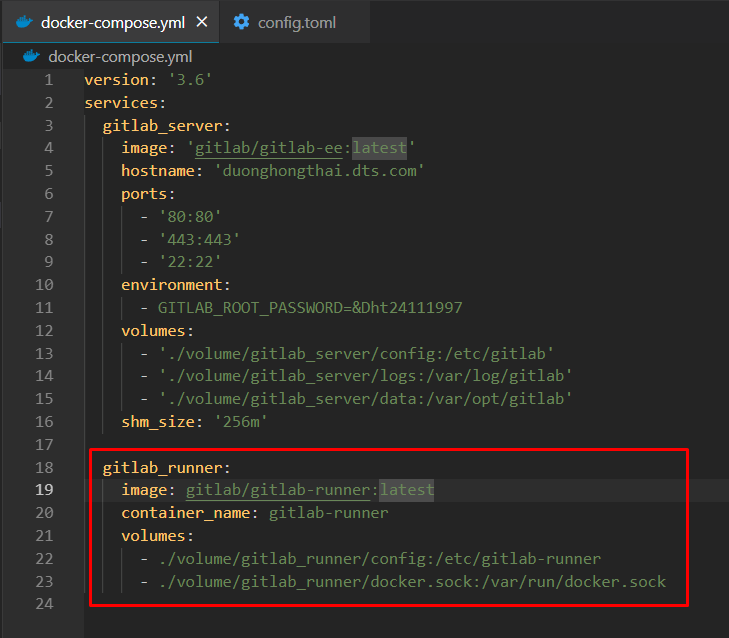 docker-compose.yml × config.toml
docker-compose.yml
1 version: '3.6'
2 services:
3   gitlab_server:
4     image: 'gitlab/gitlab-ee:latest'
5     hostname: 'duonghongthai.dts.com'
6     ports:
7       - '80:80'
8       - '443:443'
9       - '22:22'
10     environment:
11       - GITLAB_ROOT_PASSWORD=&Dht24111997
12     volumes:
13       - './volume/gitlab_server/config:/etc/gitlab'
14       - './volume/gitlab_server/logs:/var/log/gitlab'
15       - './volume/gitlab_server/data:/var/opt/gitlab'
16     shm_size: '256m'
17
18   gitlab_runner:
19     image: gitlab/gitlab-runner:latest
20     container_name: gitlab-runner
21     volumes:
22       - ./volume/gitlab_runner/config:/etc/gitlab-runner
23       - ./volume/gitlab_runner/docker.sock:/var/run/docker.sock
24